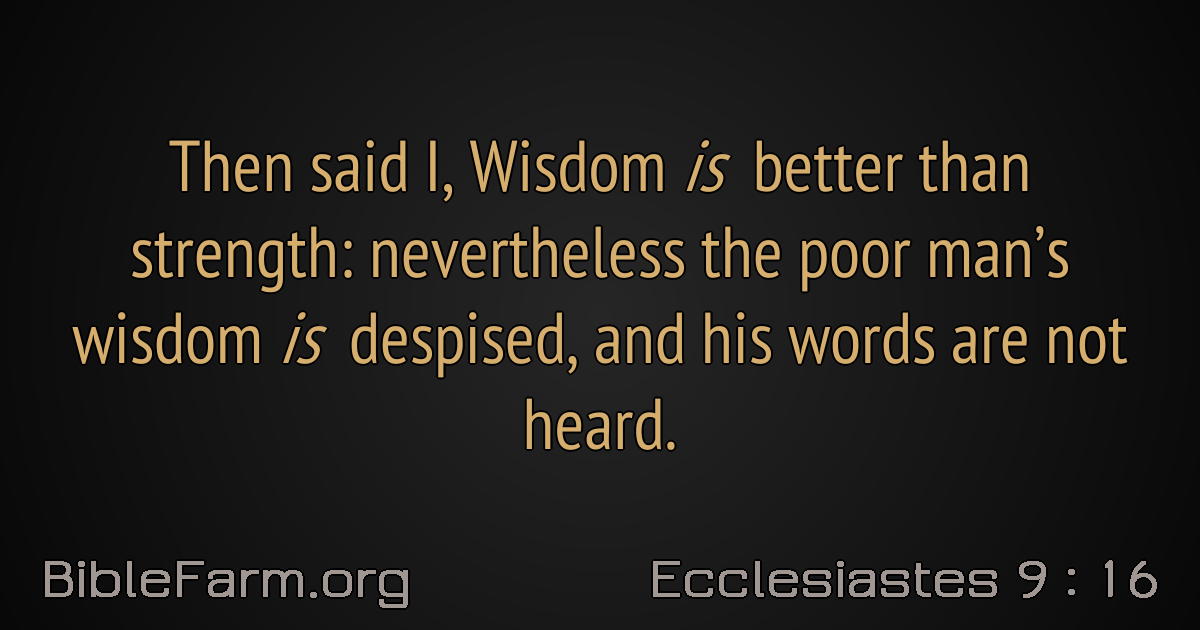 Then said I, Wisdom is better than
strength: nevertheless the poor man’s
wisdom is despised, and his words are not
heard.
BibleFarm.org
Ecclesiastes 9 : 16